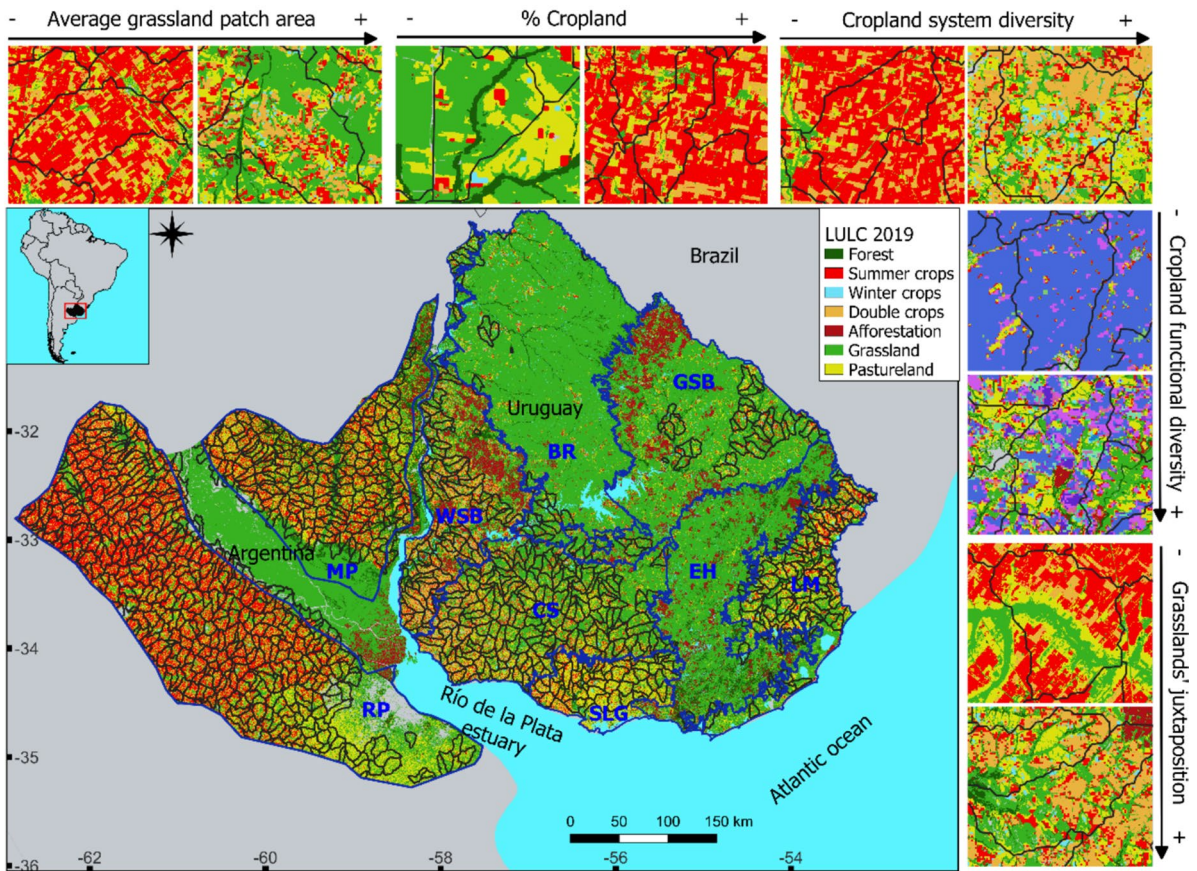 - Average grassland patch area +
- % Cropland +
- Cropland system diversity +
LULC 2019
Forest
Summer crops
Winter crops
Double crops
Afforestation
Grassland
Pastureland
Brazil
Uruguay
Argentina
GSB
BR
WSB
MP
CS
EH
LM
RP
SLG
Río de la Plata
estuary
Atlantic ocean
0 50 100 150 km
-32
-33
-34
-35
-36
-62 -60 -58 -56 -54
- Cropland functional diversity +
- Grasslands' juxtaposition +